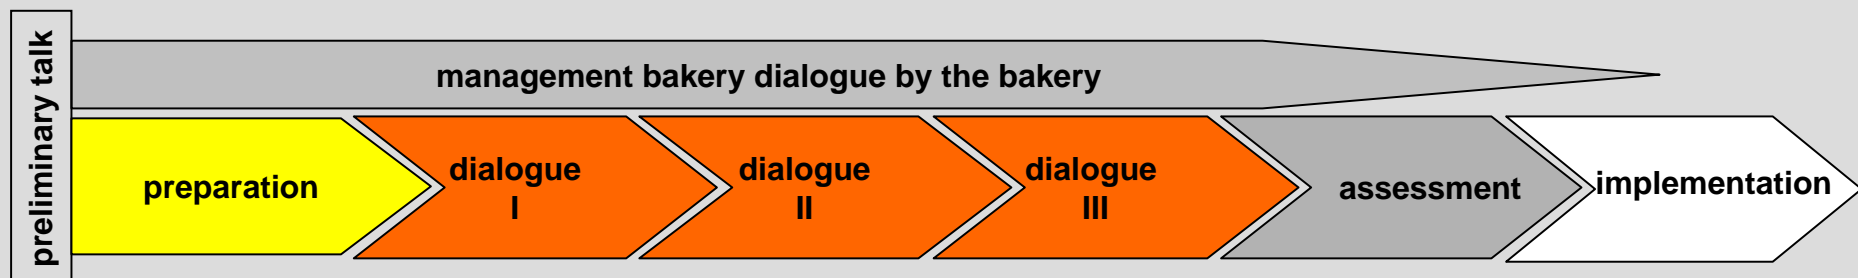 preliminary talk
management bakery dialogue by the bakery
preparation
dialogue
I
dialogue
II
dialogue
III
assessment
implementation